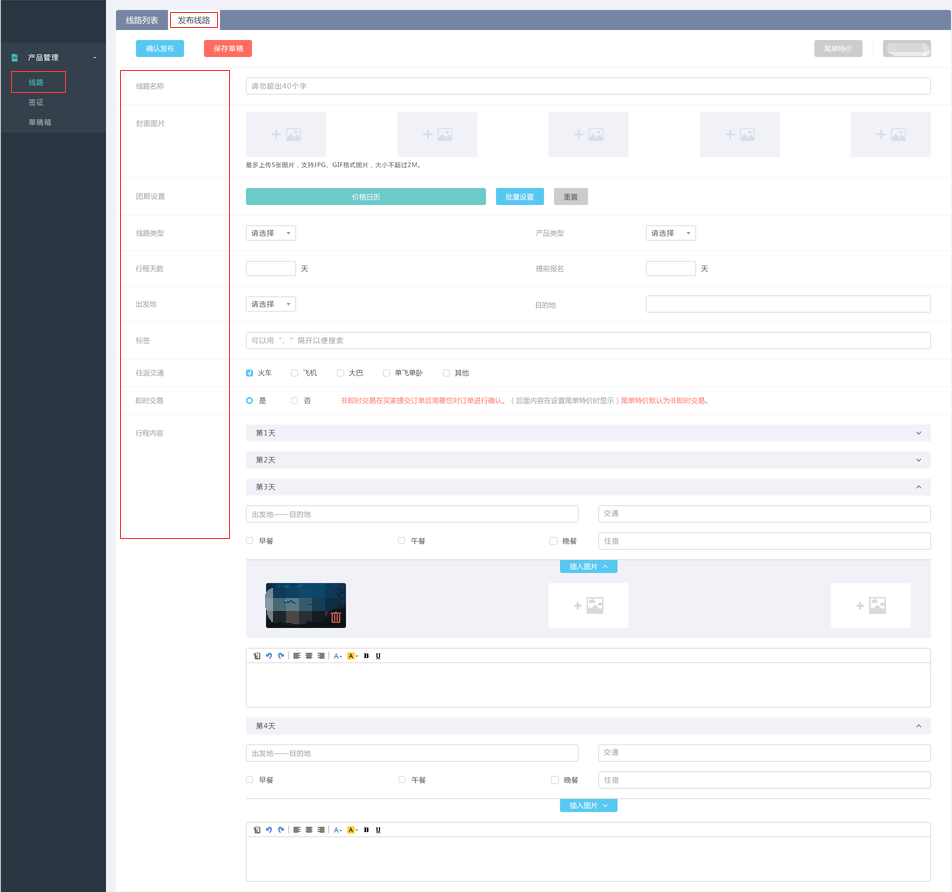 线路列表 发布线路
确认发布 保存草稿 尾单特价
产品管理
线路
签证
草稿箱
线路名称 请勿超出40个字
封面图片
最多上传5张图片，支持JPG、GIF格式图片，大小不超过2M。
团期设置 价格日历 批量设置 重置
线路类型 请选择 产品类型 请选择
行程天数 天 提前报名 天
出发地 请选择 目的地
标签 可以用“、”隔开以便搜索
往返交通 火车 飞机 大巴 单飞单卧 其他
即时交易 是 否 非即时交易在买家提交订单后需要您对订单进行确认。（后面内容在设置尾单特价时显示）尾单特价默认为非即时交易。
行程内容 第1天
第2天
第3天
出发地——目的地 交通
早餐 午餐 晚餐 住宿
插入图片
A A B U
第4天
出发地——目的地 交通
早餐 午餐 晚餐 住宿
插入图片
A A B U